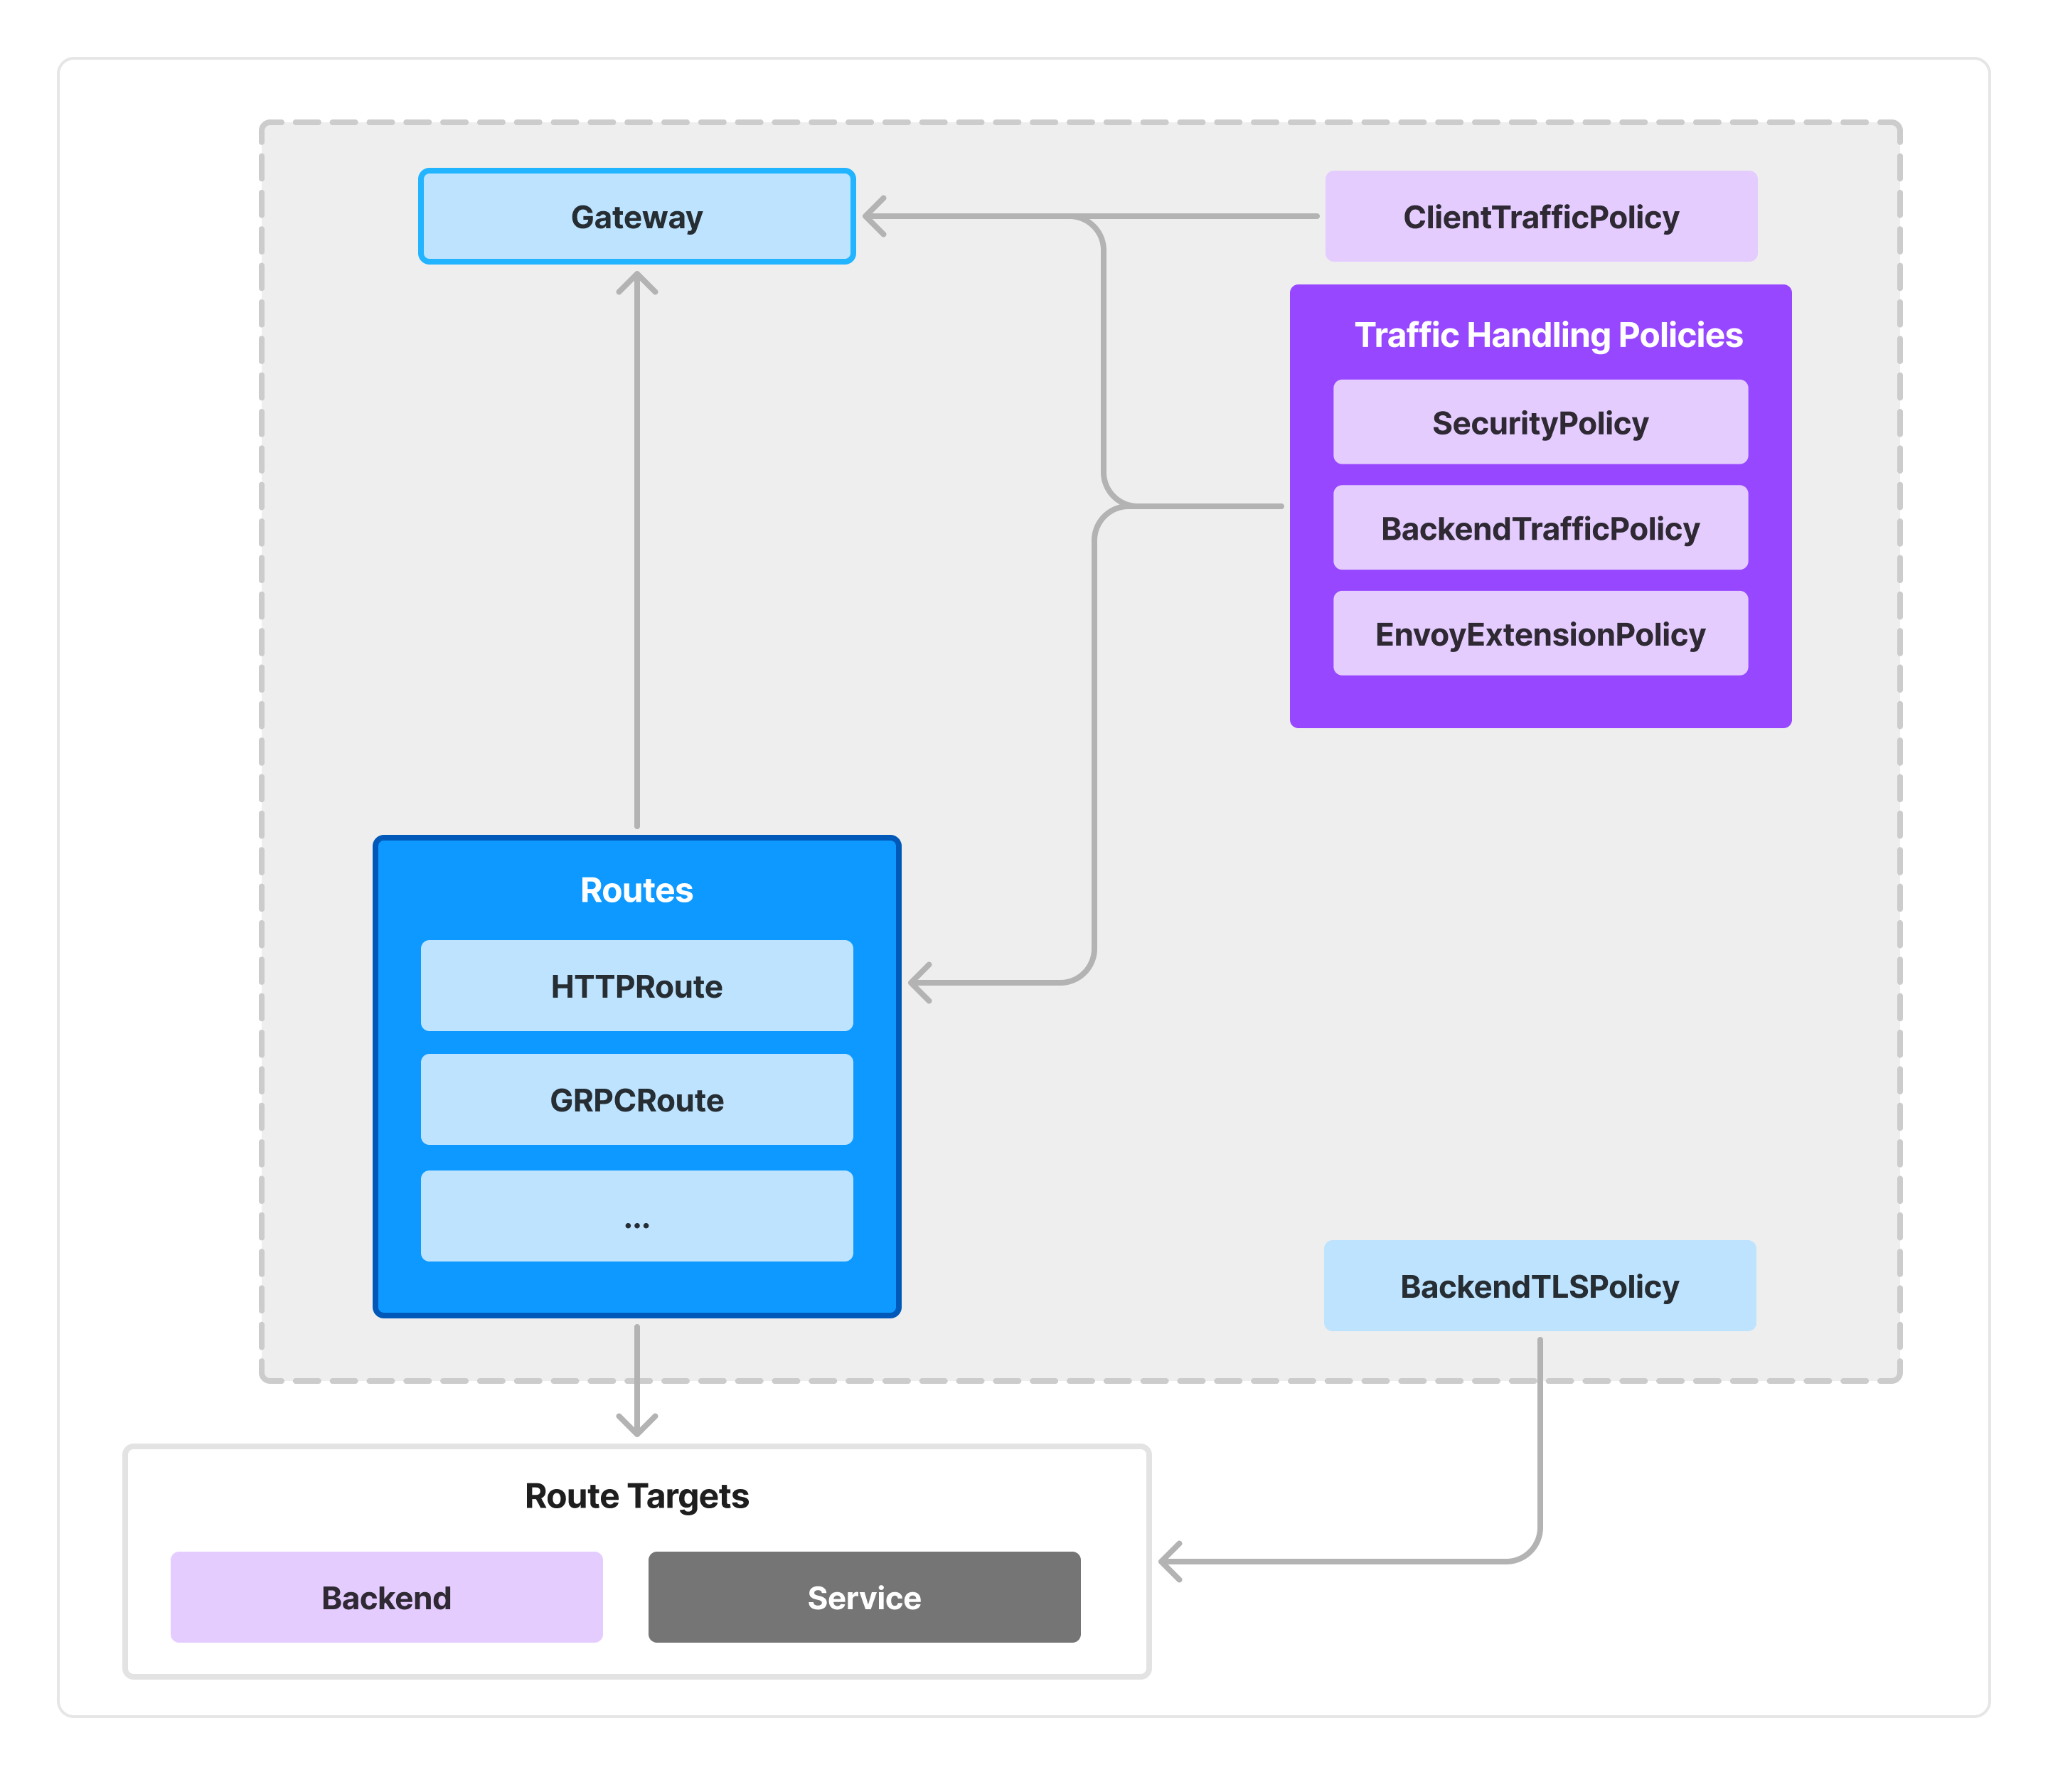 Gateway
ClientTrafficPolicy
Traffic Handling Policies
SecurityPolicy
BackendTrafficPolicy
EnvoyExtensionPolicy
Routes
HTTPRoute
GRPCRoute
...
BackendTLSPolicy
Route Targets
Backend
Service